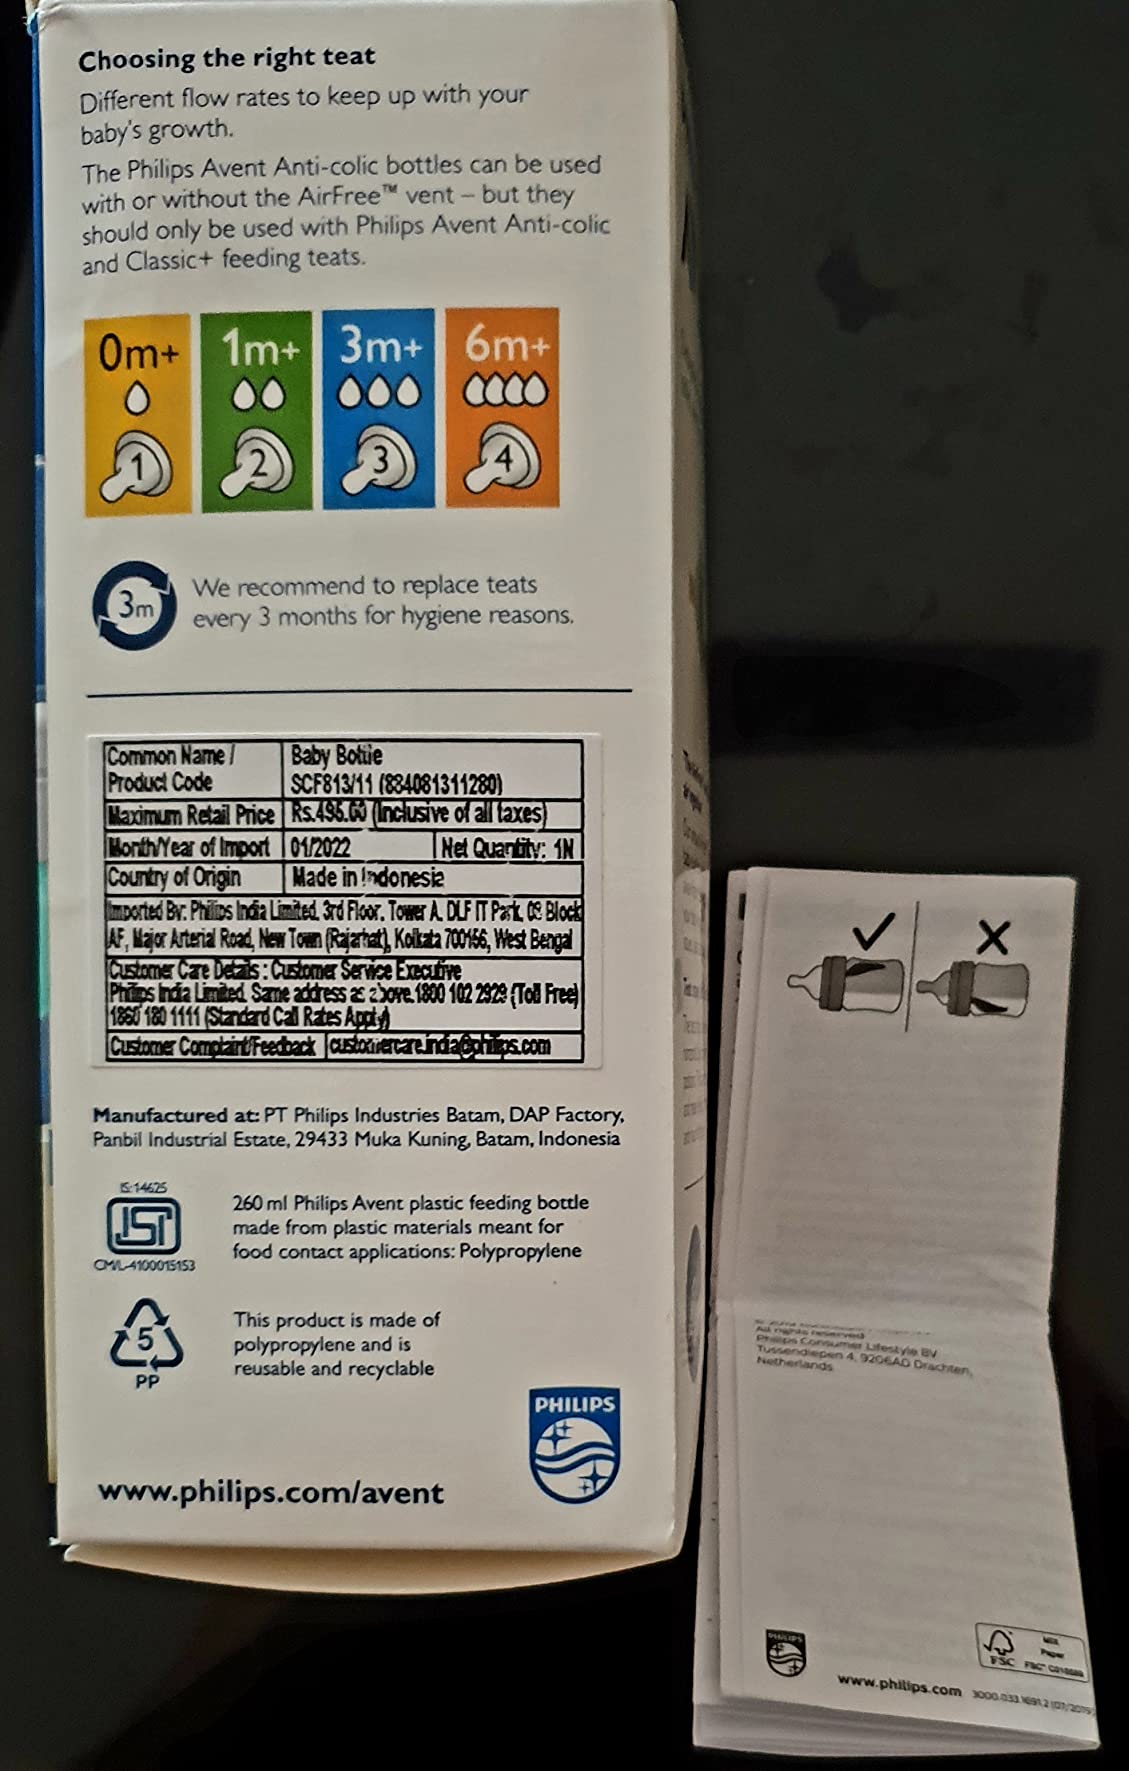 Choosing the right teat
Different flow rates to keep up with your
baby's growth.
The Philips Avent Anti-colic bottles can be used
with or without the AirFree™ vent – but they
should only be used with Philips Avent Anti-colic
and Classic+ feeding teats.
0m+ 1m+ 3m+ 6m+
1 2 3 4
3m
We recommend to replace teats
every 3 months for hygiene reasons.
Common Name / Baby Bottle
Product Code SCF813/11 (884081311280)
Maximum Retail Price Rs.495.00 (Inclusive of all taxes)
Month/Year of Import 01/2022 Net Quantity: 1N
Country of Origin Made in Indonesia
Imported By: Philips India Limited, 3rd Floor, Tower A, DLF IT Park, 08 Block
AF, Major Arterial Road, New Town (Rajarhat), Kolkata 700156, West Bengal
Customer Care Details : Customer Service Executive
Philips India Limited, Same address as above. 1800 102 2929 (Toll Free)
1860 180 1111 (Standard Call Rates Apply)
Customer Complaint/Feedback customercare.india@philips.com
Manufactured at: PT Philips Industries Batam, DAP Factory,
Panbil Industrial Estate, 29433 Muka Kuning, Batam, Indonesia
IS:14625
ISI
CM/L-4100015153
260 ml Philips Avent plastic feeding bottle
made from plastic materials meant for
food contact applications: Polypropylene
5
PP
This product is made of
polypropylene and is
reusable and recyclable
PHILIPS
www.philips.com/avent
All rights reserved
Philips Consumer Lifestyle BV
Tussendiepen 4, 9206AD Drachten,
Netherlands
PHILIPS
FSC
MIX
Paper
www.philips.com